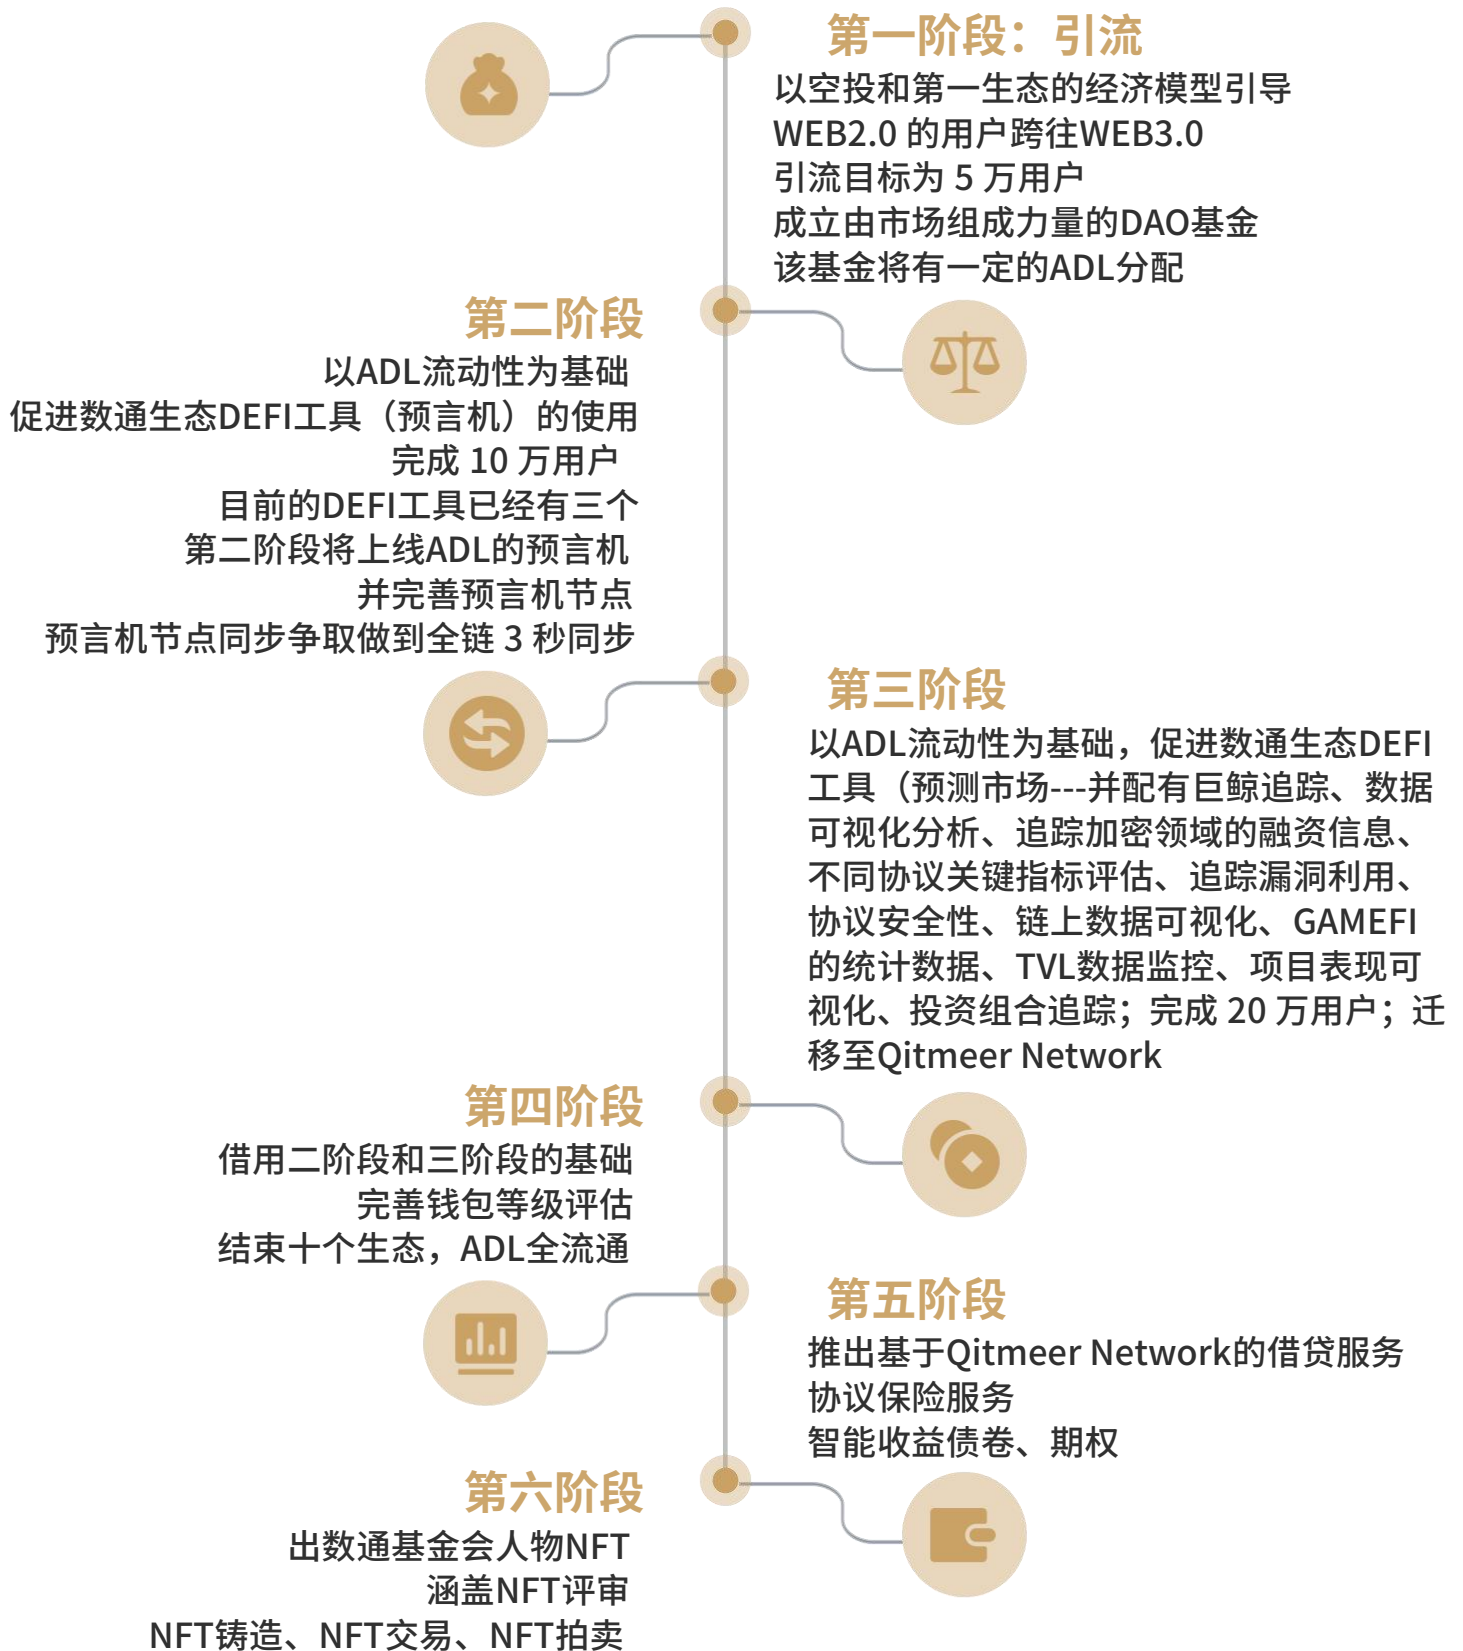 第一阶段：引流
以空投和第一生态的经济模型引导
WEB2.0 的用户跨往WEB3.0
引流目标为 5 万用户
成立由市场组成力量的DAO基金
该基金将有一定的ADL分配
第二阶段
以ADL流动性为基础
促进数通生态DEFI工具（预言机）的使用
完成 10 万用户
目前的DEFI工具已经有三个
第二阶段将上线ADL的预言机
并完善预言机节点
预言机节点同步争取做到全链 3 秒同步
第三阶段
以ADL流动性为基础，促进数通生态DEFI
工具（预测市场---并配有巨鲸追踪、数据
可视化分析、追踪加密领域的融资信息、
不同协议关键指标评估、追踪漏洞利用、
协议安全性、链上数据可视化、GAMEFI
的统计数据、TVL数据监控、项目表现可
视化、投资组合追踪；完成 20 万用户；迁
移至Qitmeer Network
第四阶段
借用二阶段和三阶段的基础
完善钱包等级评估
结束十个生态，ADL全流通
第五阶段
推出基于Qitmeer Network的借贷服务
协议保险服务
智能收益债卷、期权
第六阶段
出数通基金会人物NFT
涵盖NFT评审
NFT铸造、NFT交易、NFT拍卖